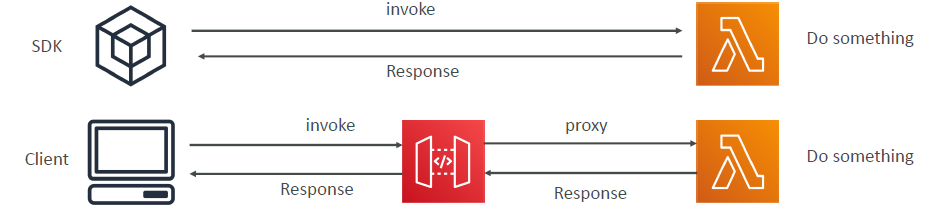 invoke
SDK
Do something
Response
invoke
proxy
Client
</>
Do something
Response
Response